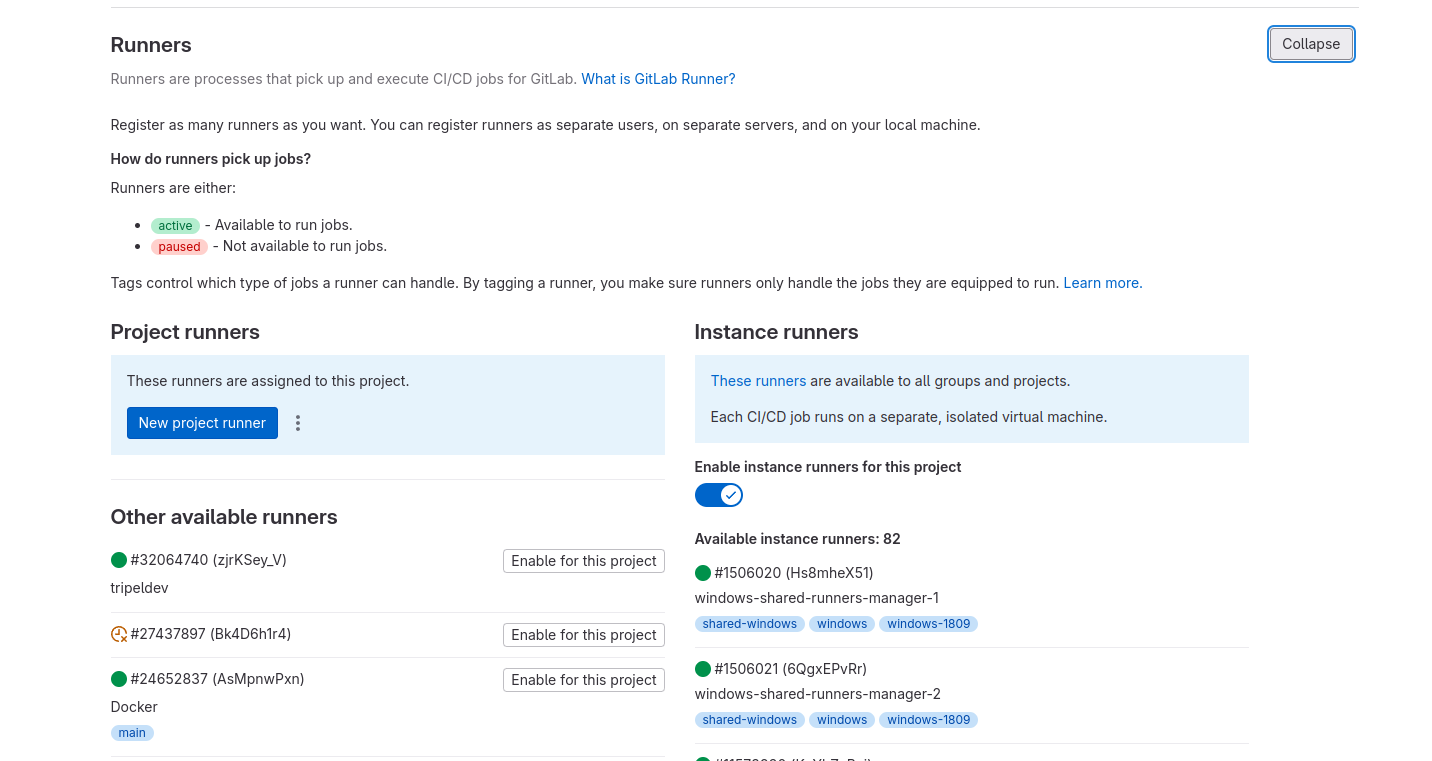 Runners
Collapse
Runners are processes that pick up and execute CI/CD jobs for GitLab. What is GitLab Runner?
Register as many runners as you want. You can register runners as separate users, on separate servers, and on your local machine.
How do runners pick up jobs?
Runners are either:
active - Available to run jobs.
paused - Not available to run jobs.
Tags control which type of jobs a runner can handle. By tagging a runner, you make sure runners only handle the jobs they are equipped to run. Learn more.
Project runners
These runners are assigned to this project.
New project runner
Other available runners
#32064740 (zjrKSey_V)
Enable for this project
tripeldev
#27437897 (Bk4D6h1r4)
Enable for this project
#24652837 (AsMpnwPxn)
Enable for this project
Docker
main
Instance runners
These runners are available to all groups and projects.
Each CI/CD job runs on a separate, isolated virtual machine.
Enable instance runners for this project
Available instance runners: 82
#1506020 (Hs8mheX51)
windows-shared-runners-manager-1
shared-windows windows windows-1809
#1506021 (6QgxEPvRr)
windows-shared-runners-manager-2
shared-windows windows windows-1809